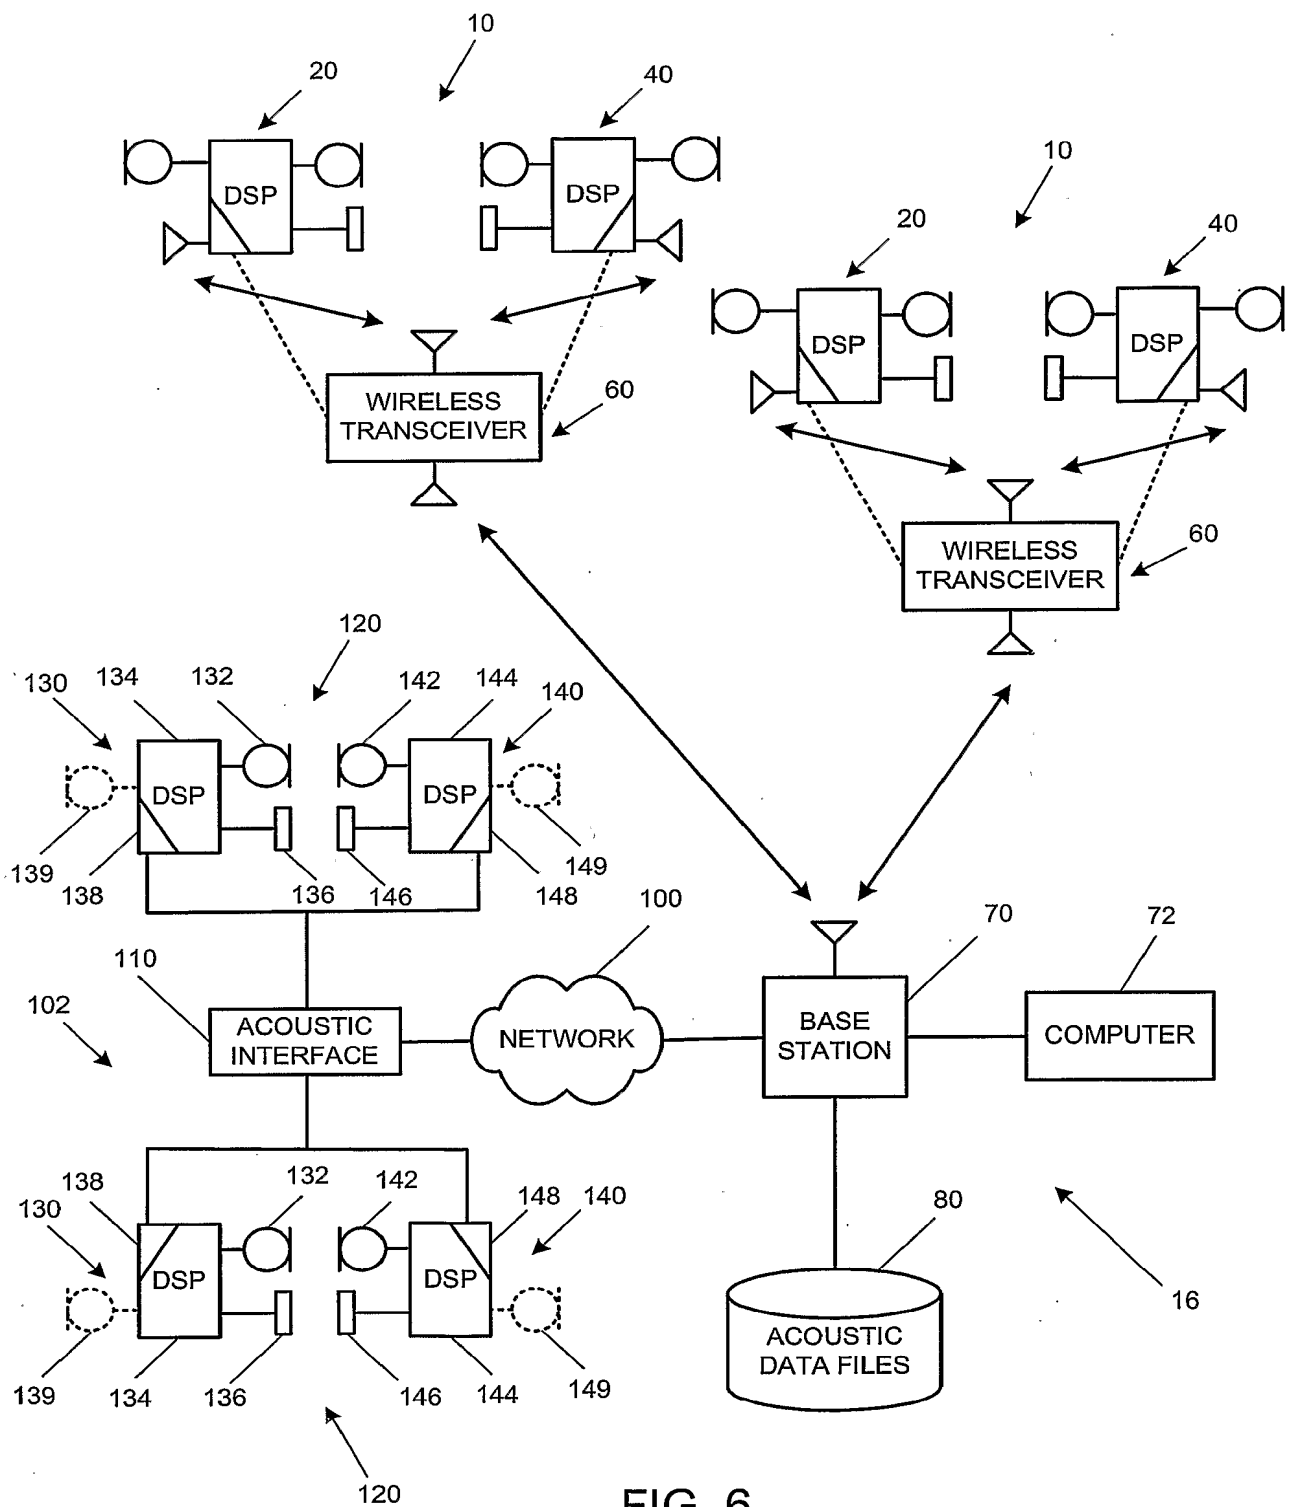 10
20
40
DSP
DSP
10
20
40
DSP
DSP
WIRELESS
TRANSCEIVER
60
WIRELESS
TRANSCEIVER
60
120
130
134
132
142
144
140
DSP
DSP
139
138
136
146
148
149
100
70
72
110
102
ACOUSTIC
INTERFACE
NETWORK
BASE
STATION
COMPUTER
138
132
142
148
140
130
80
DSP
DSP
16
ACOUSTIC
DATA FILES
139
134
136
146
144
149
120
FIG. 6